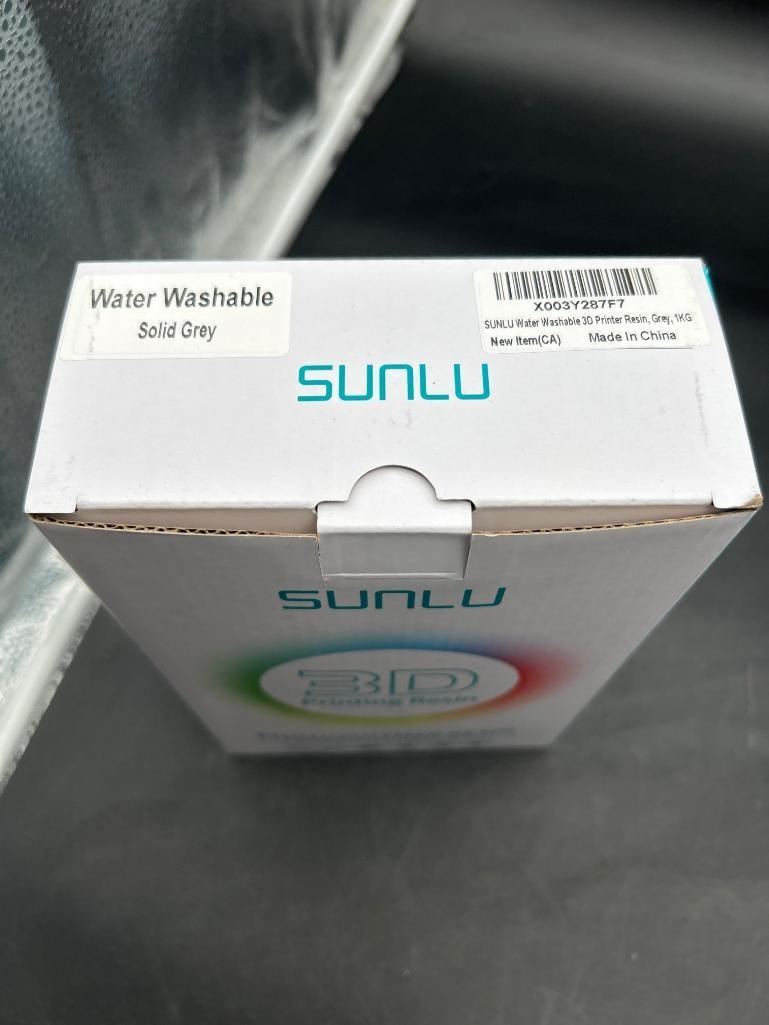 Water Washable
Solid Grey
X003Y287F7
SUNLU Water Washable 3D Printer Resin, Grey, 1KG
New Item(CA) Made In China
SUNLU
SUNLU
3D
Printing Resin